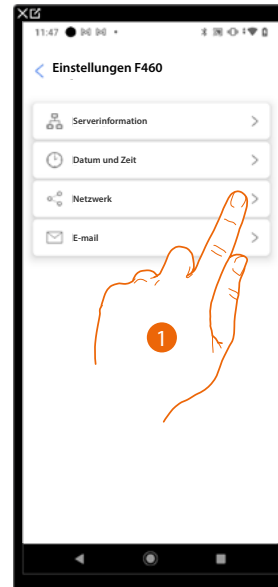 11:47
Einstellungen F460
Serverinformation
Datum und Zeit
Netzwerk
E-mail
1